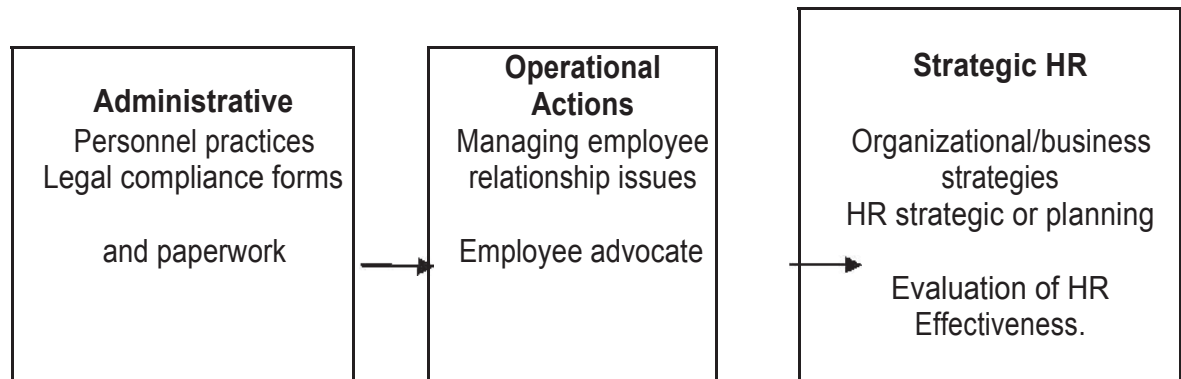 Administrative
Personnel practices
Legal compliance forms
and paperwork
Operational
Actions
Managing employee
relationship issues
Employee advocate
Strategic HR
Organizational/business
strategies
HR strategic or planning
Evaluation of HR
Effectiveness.